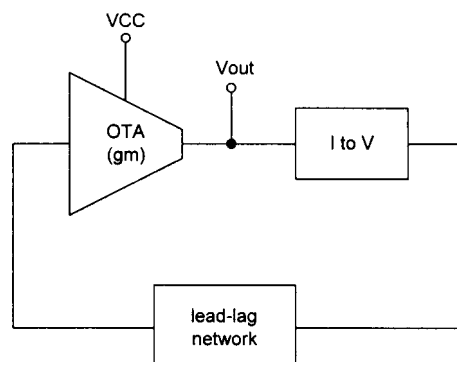 VCC
Vout
OTA
(gm)
I to V
lead-lag
network